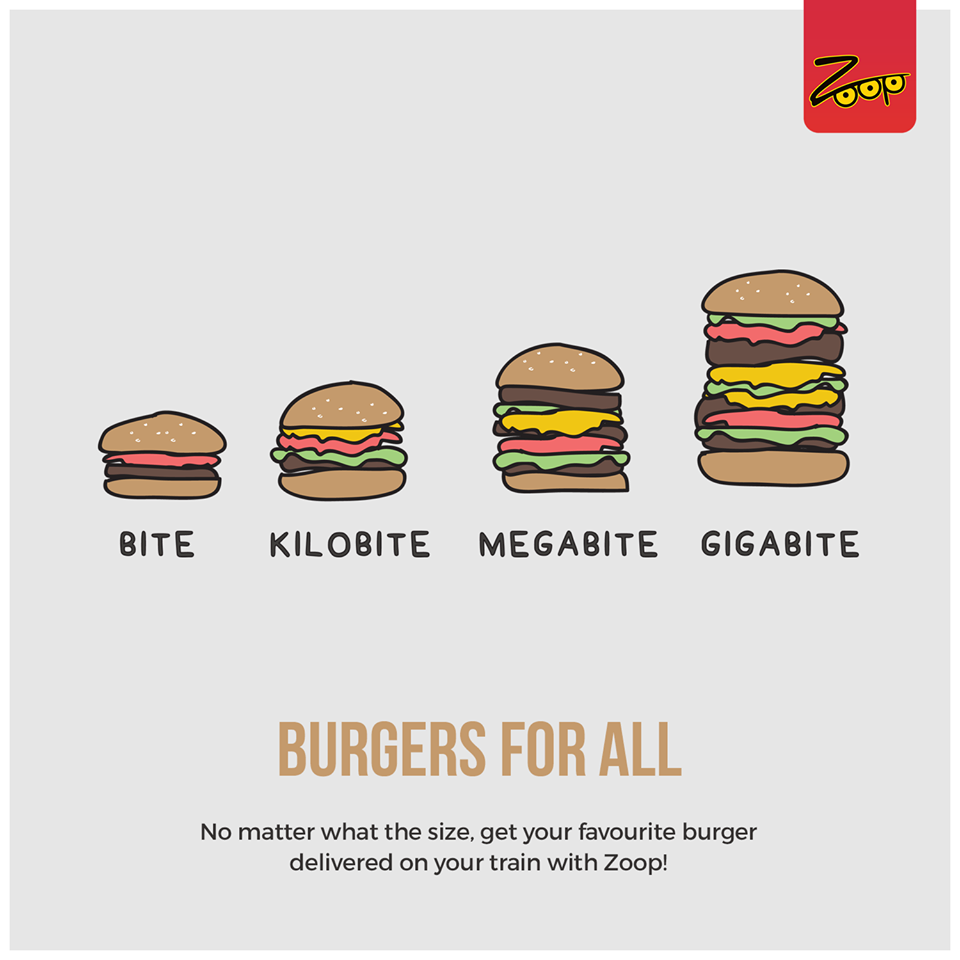 Zoop
BITE KILOBITE MEGABITE GIGABITE
BURGERS FOR ALL
No matter what the size, get your favourite burger
delivered on your train with Zoop!